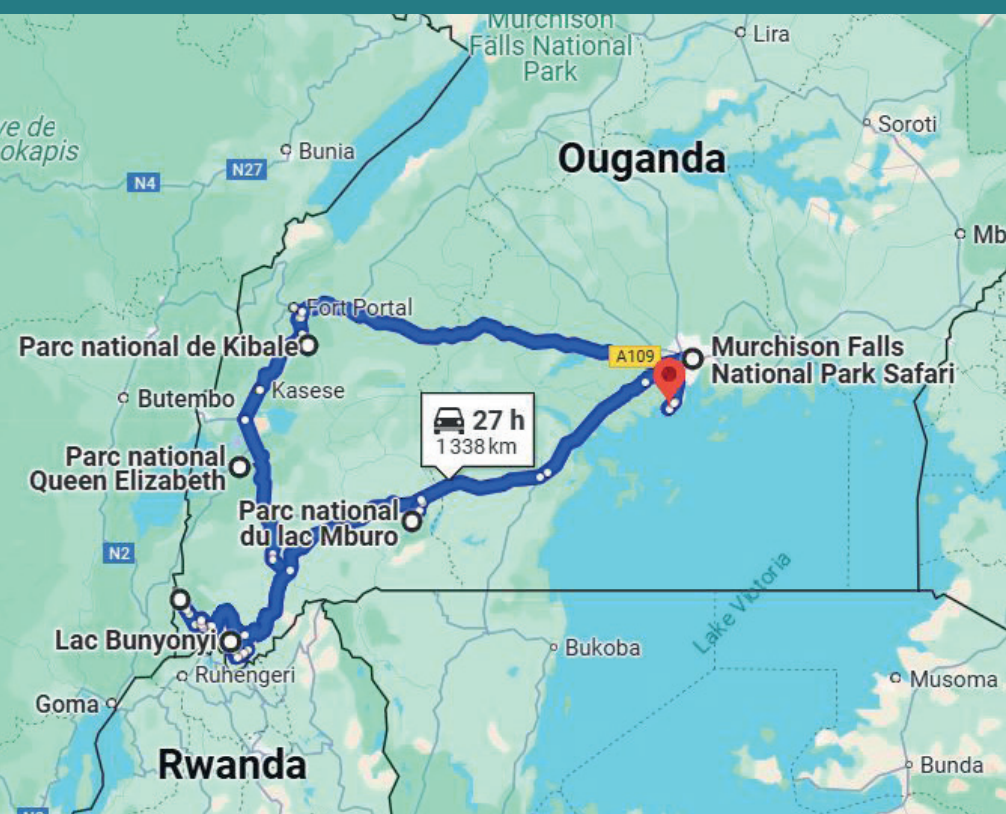 Murchison
Falls National
Park
Lira
Soroti
ve de
okapis
Bunia
N27
N4
Ouganda
Mb
Fort Portal
Parc national de Kibale
A109
Murchison Falls
National Park Safari
Kasese
Butembo
27 h
1 338 km
Parc national
Queen Elizabeth
Parc national
du lac Mburo
N2
Lake Victoria
Lac Bunyonyi
Bukoba
Ruhengeri
Musoma
Goma
Rwanda
Bunda